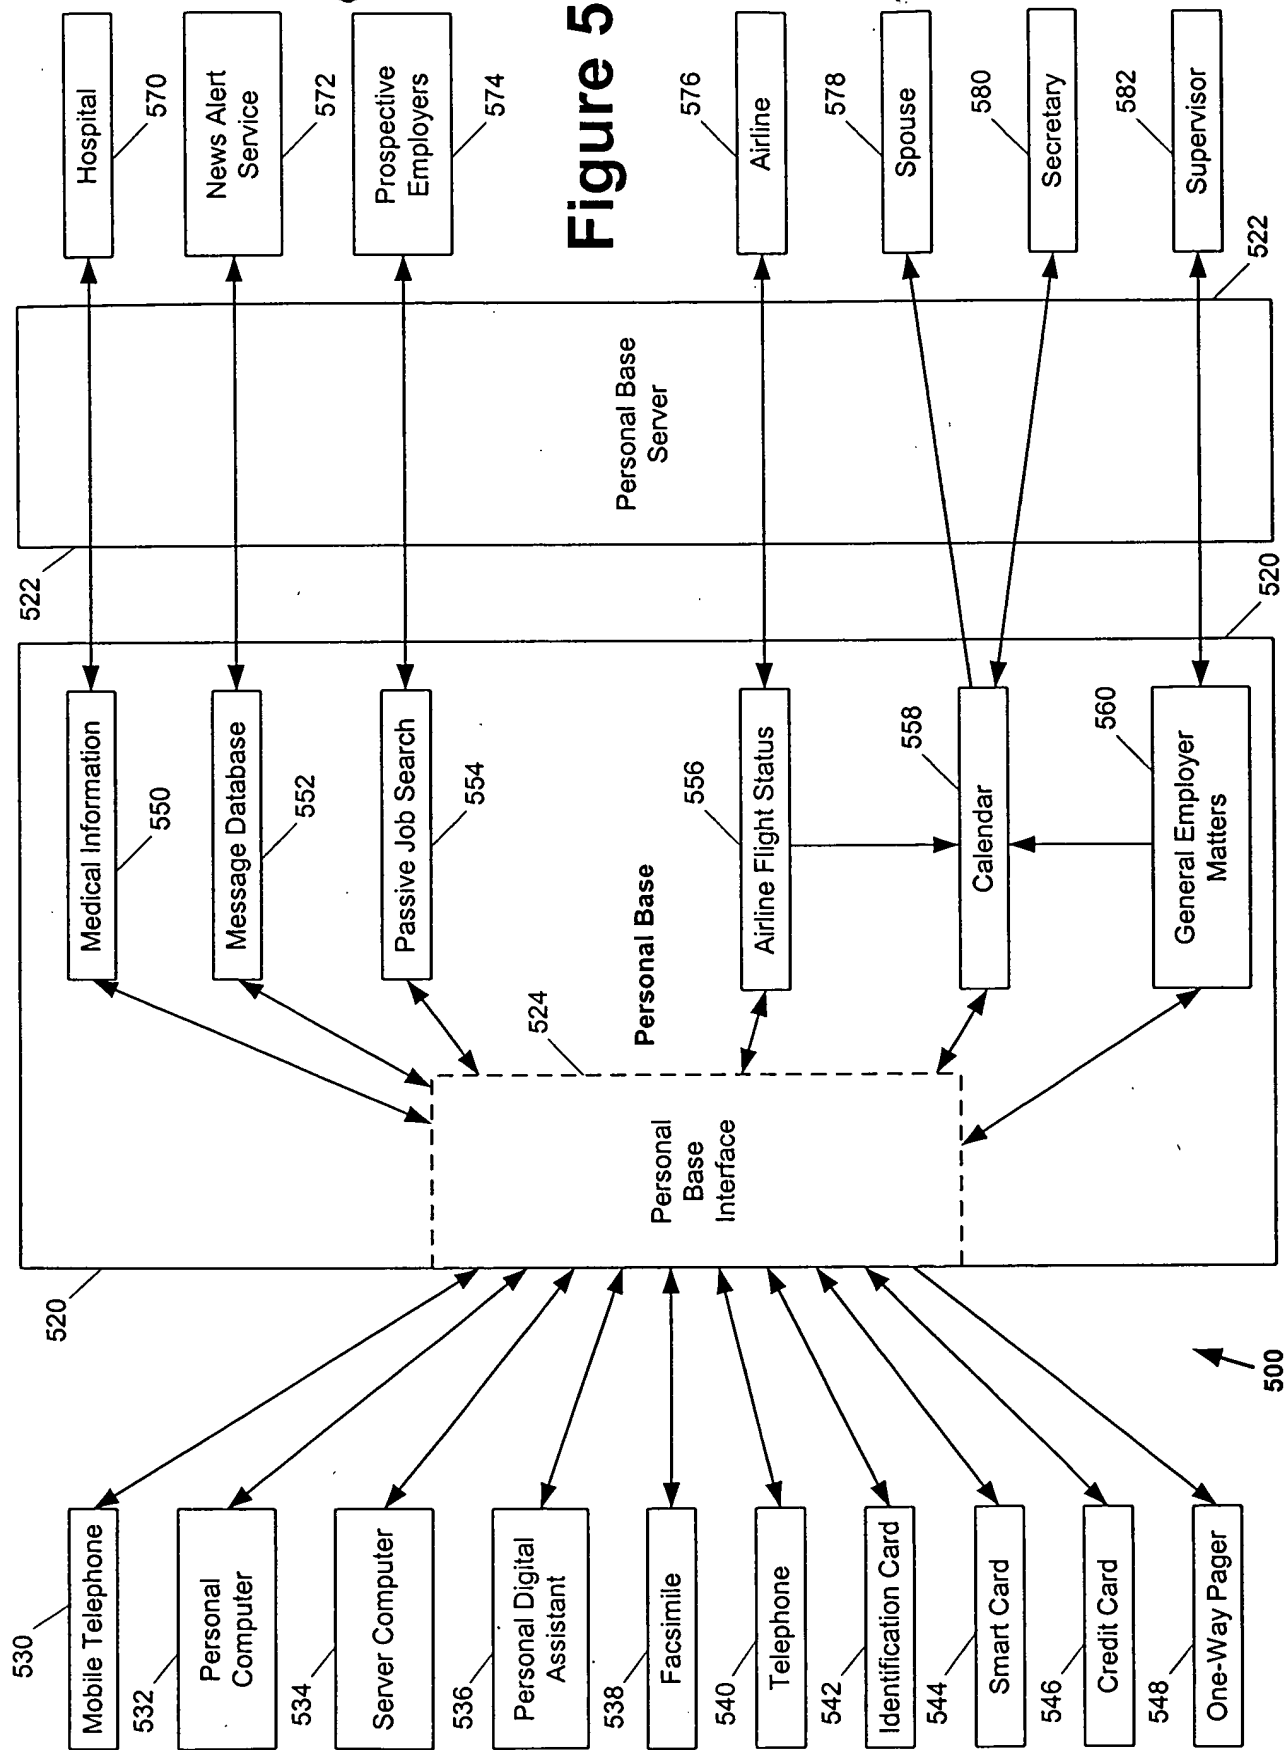 530
Mobile Telephone
532
Personal
Computer
534
Server Computer
536
Personal Digital
Assistant
538
Facsimile
540
Telephone
542
Identification Card
544
Smart Card
546
Credit Card
548
One-Way Pager
500
520
Personal
Base
Interface
524
Personal Base
Medical Information
550
Message Database
552
Passive Job Search
554
Airline Flight Status
556
Calendar
558
General Employer
Matters
560
520
522
Personal Base
Server
522
Hospital
570
News Alert
Service
572
Prospective
Employers
574
Airline
576
Spouse
578
Secretary
580
Supervisor
582
Figure 5